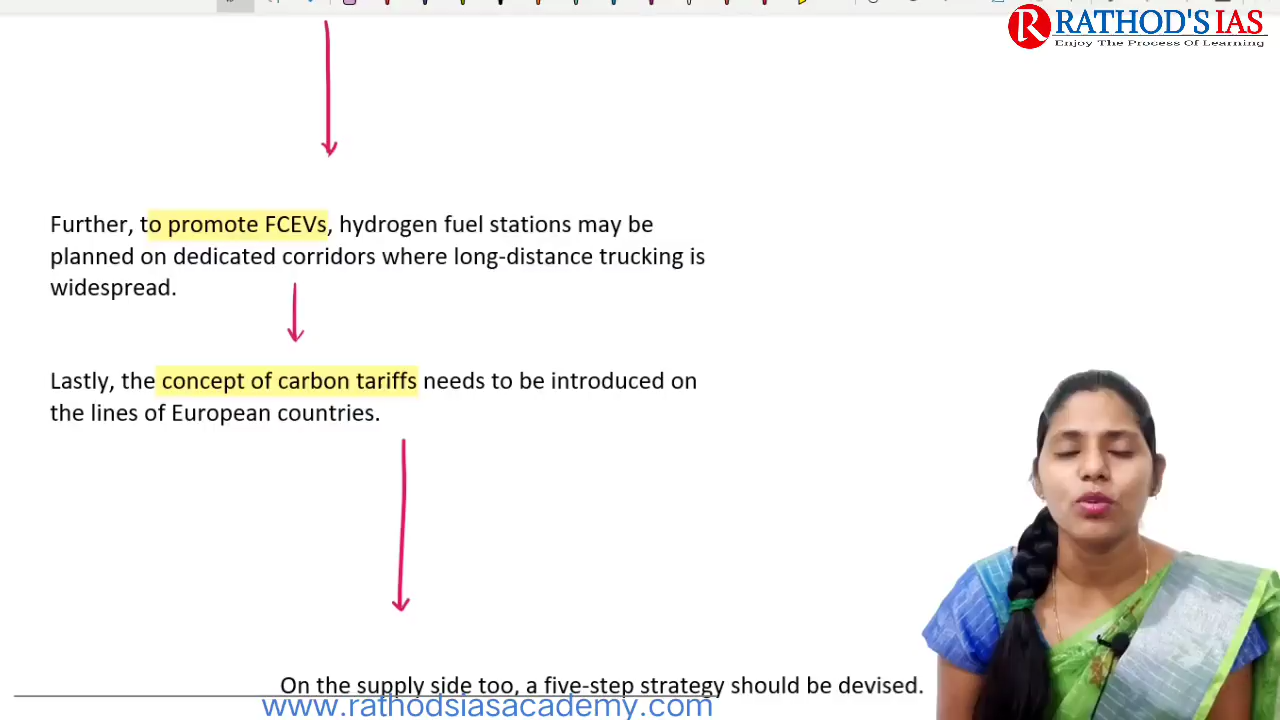 RATHOD'S IAS
Enjoy The Process Of Learning
Further, to promote FCEVs, hydrogen fuel stations may be
planned on dedicated corridors where long-distance trucking is
widespread.
Lastly, the concept of carbon tariffs needs to be introduced on
the lines of European countries.
On the supply side too, a five-step strategy should be devised.
www.rathodsiasacademy.com